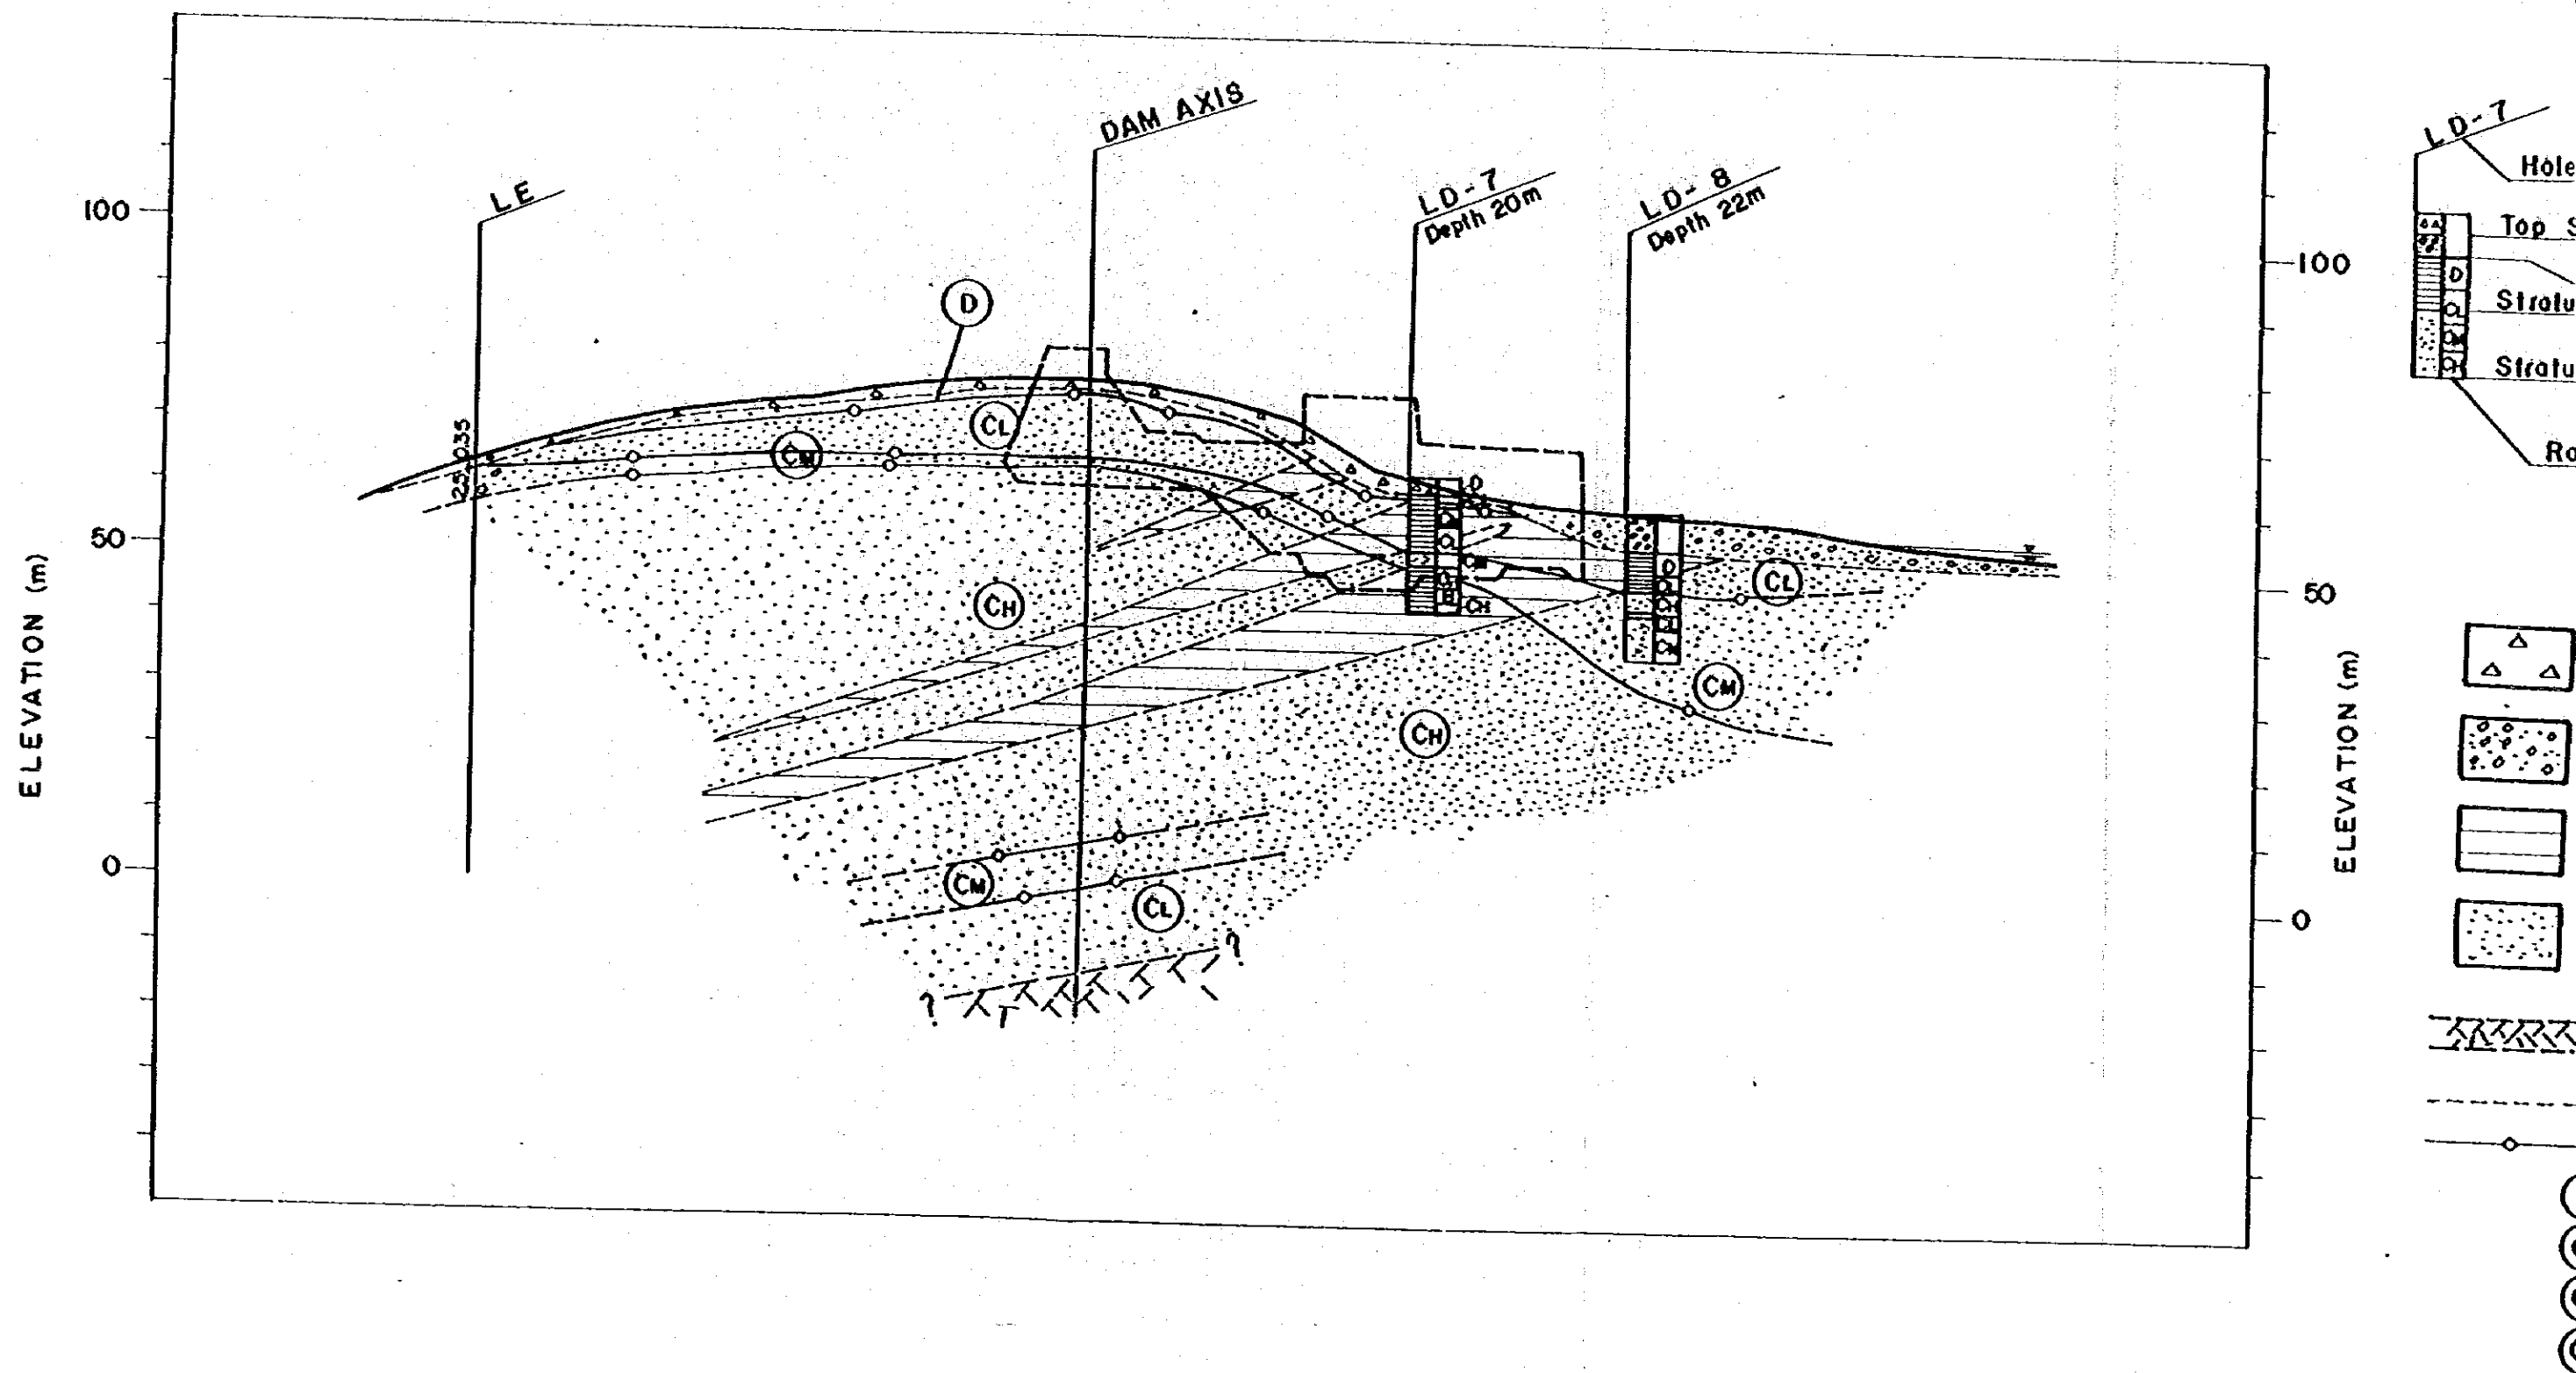 DAM AXIS
LE
LD-7
Depth 20m
LD-8
Depth 22m
LD-7
Hole
Top S
D
Stratu
Stratu
Ro
100
50
0
ELEVATION (m)
100
50
0
ELEVATION (m)
D
CL
CM
CH
D
CH
CL
CM
CH
CM
CL
?
?